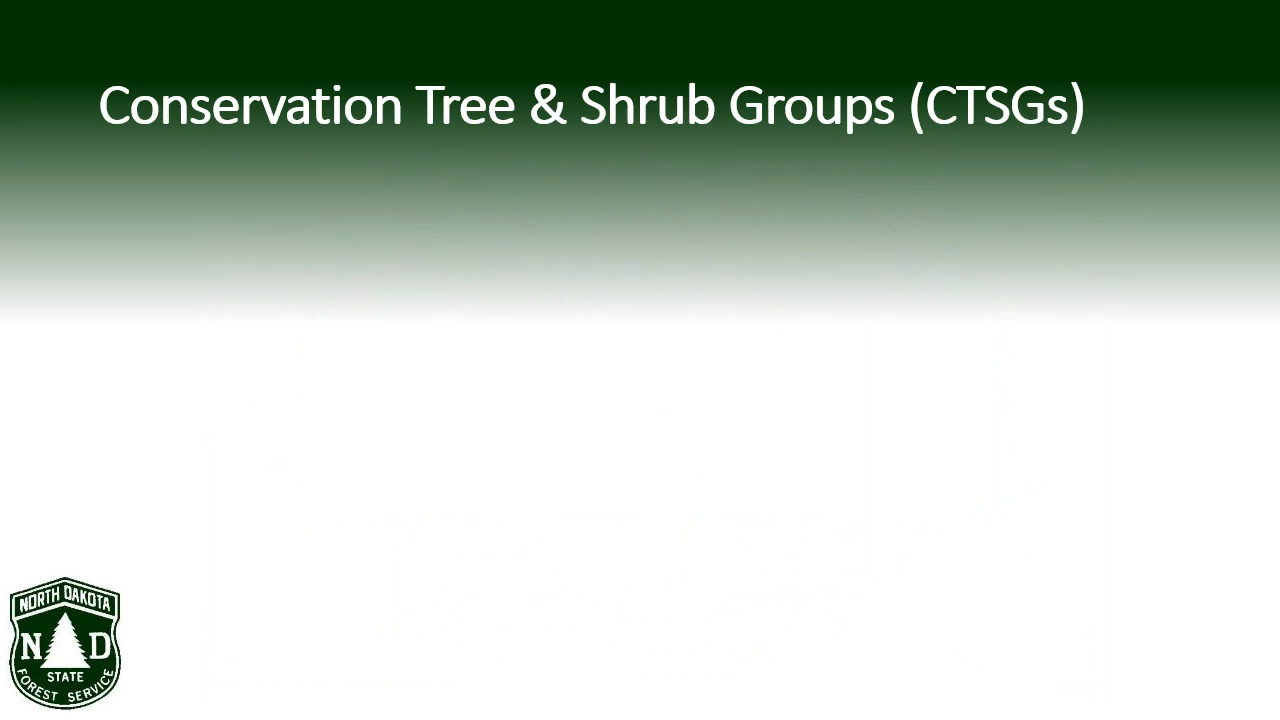 Conservation Tree & Shrub Groups (CTSGs)
NORTH DAKOTA
N D
STATE
FOREST SERVICE